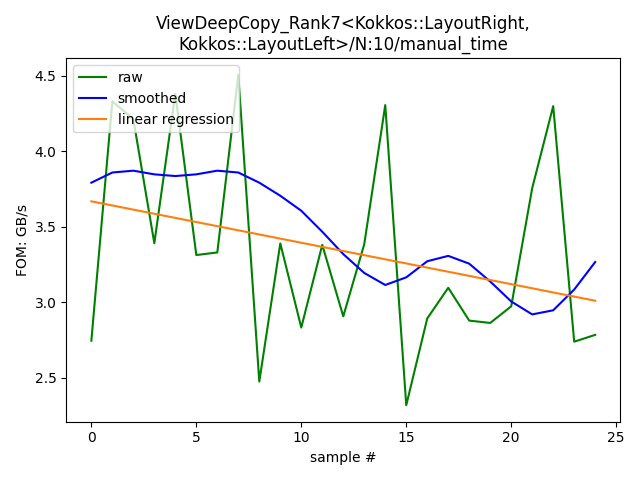 ViewDeepCopy_Rank7<Kokkos::LayoutRight,
Kokkos::LayoutLeft>/N:10/manual_time
raw
smoothed
linear regression
FOM: GB/s
4.5
4.0
3.5
3.0
2.5
0
5
10
15
20
25
sample #